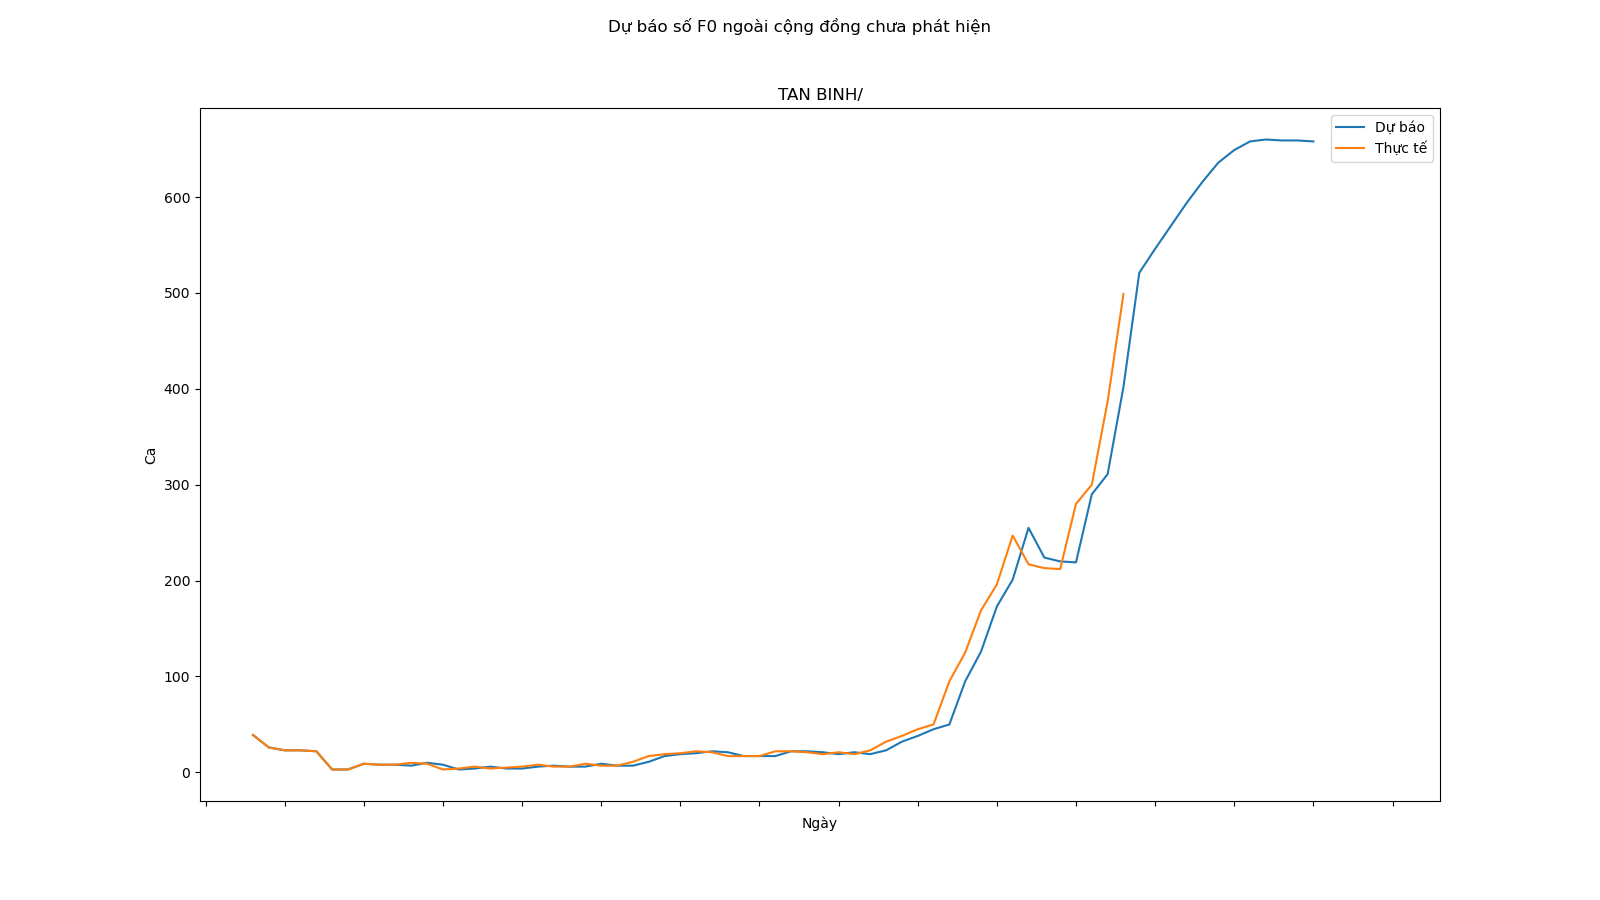 Dự báo số F0 ngoài cộng đồng chưa phát hiện
TAN BINH/
Dự báo
Thực tế
600
500
400
300
200
100
0
Ca
Ngày